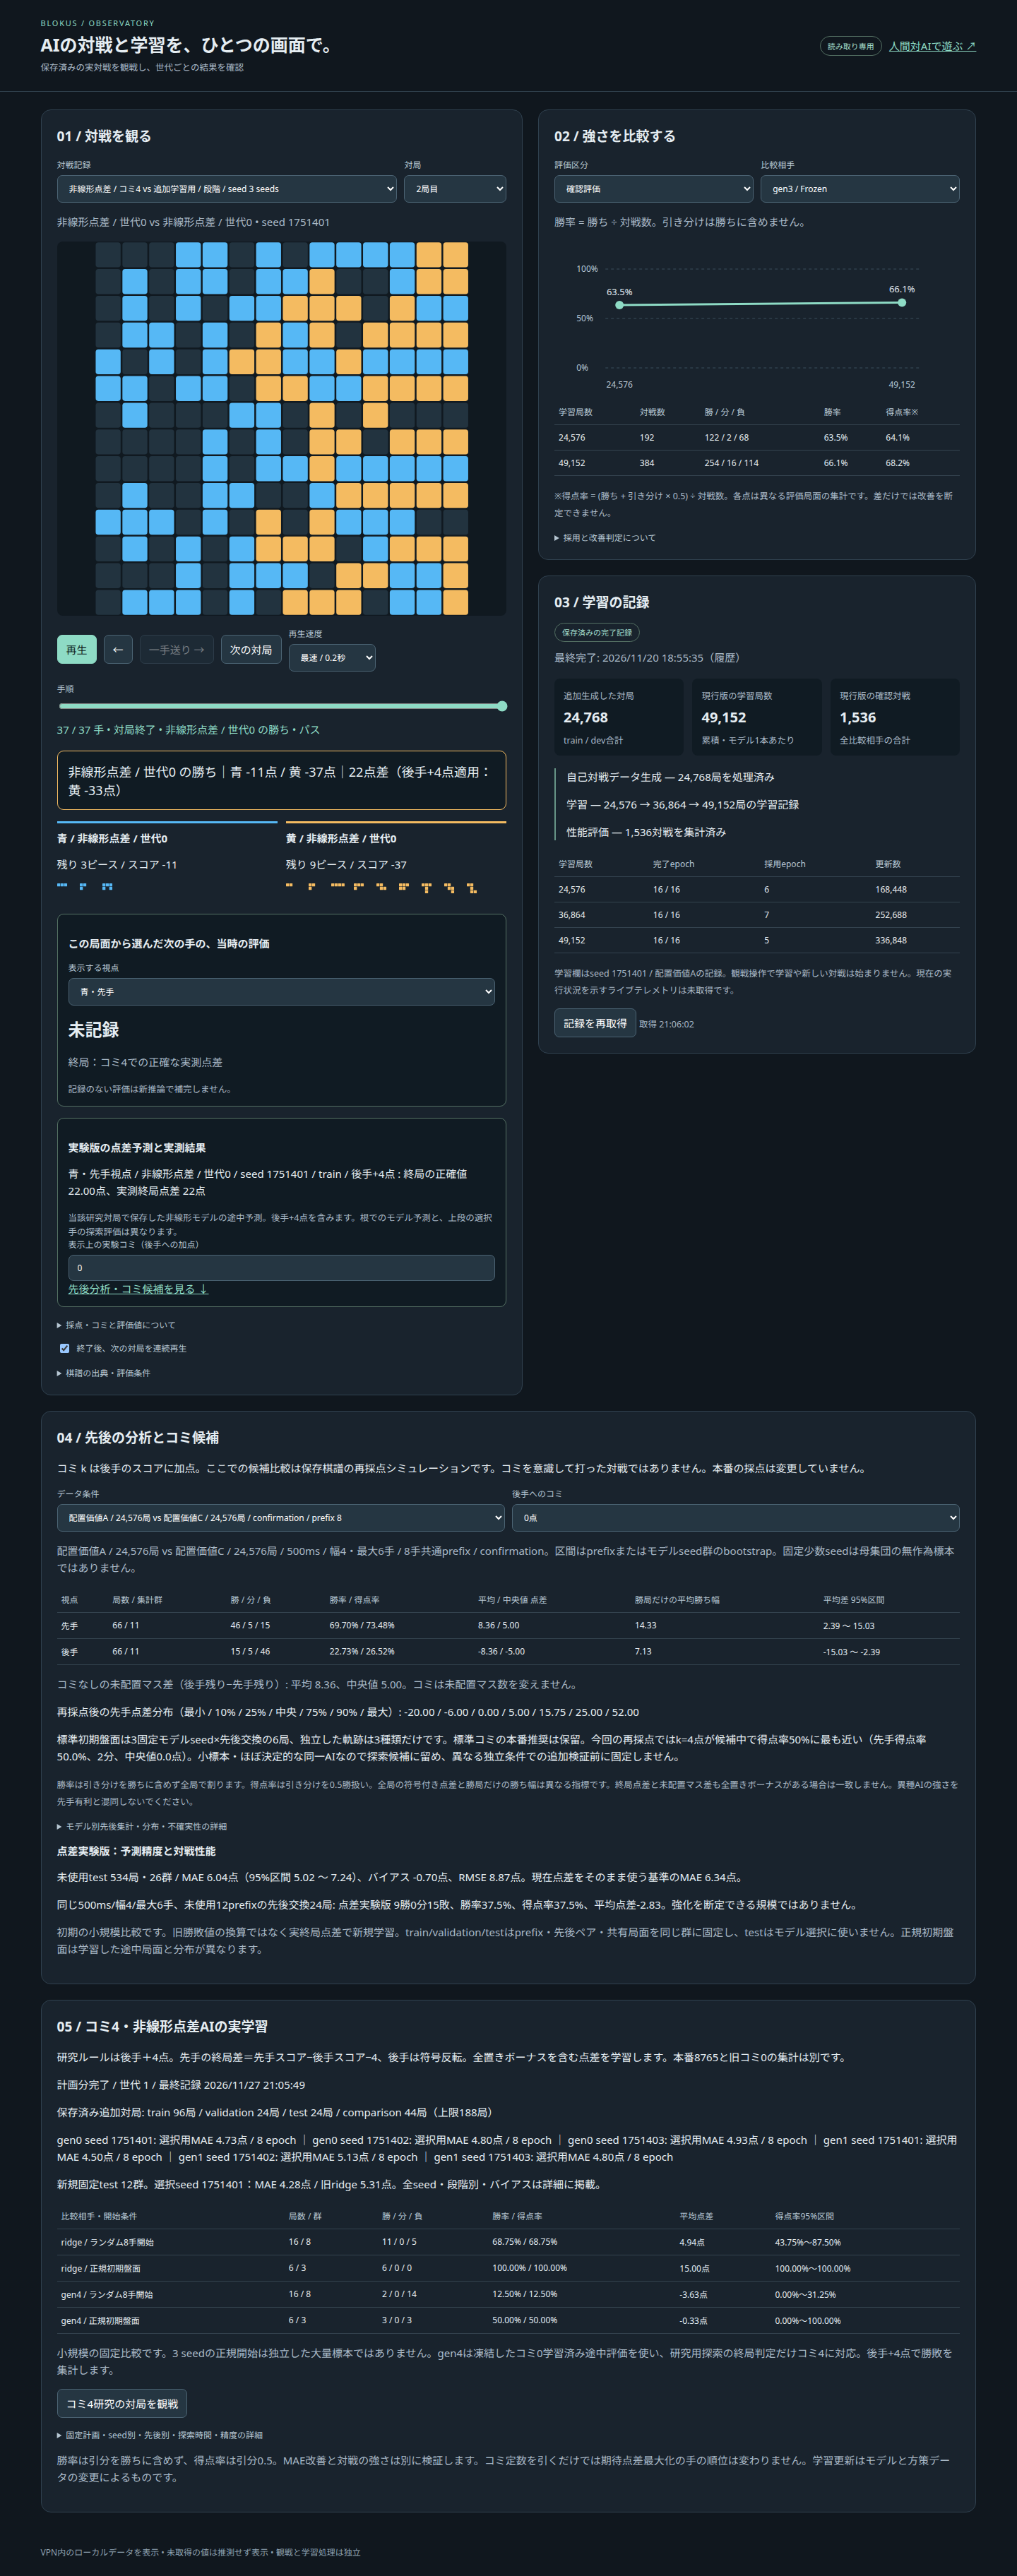 BLOKUS / OBSERVATORY
AIの対戦と学習を、ひとつの画面で。
保存済みの実対戦を観戦し、世代ごとの結果を確認
読み取り専用
人間対AIで遊ぶ ↗
01 / 対戦を観る
対戦記録
対局
非線形点差 / コミ4 vs 追加学習用 / 段階 / seed 3 seeds
2局目
非線形点差 / 世代0 vs 非線形点差 / 世代0 • seed 1751401
再生
←
一手送り →
次の対局
再生速度
最速 / 0.2秒
手順
37 / 37 手 • 対局終了 • 非線形点差 / 世代0 の勝ち • パス
非線形点差 / 世代0 の勝ち｜青 -11点 / 黄 -37点｜22点差（後手+4点適用：
黄 -33点）
青 / 非線形点差 / 世代0
残り 3ピース / スコア -11
黄 / 非線形点差 / 世代0
残り 9ピース / スコア -37
この局面から選んだ次の手の、当時の評価
表示する視点
青・先手
未記録
終局：コミ4での正確な実測点差
記録のない評価は新推論で補完しません。
実験版の点差予測と実測結果
青・先手視点 / 非線形点差 / 世代0 / seed 1751401 / train / 後手+4点 : 終局の正確値
22.00点、実測終局点差 22点
当該研究対局で保存した非線形モデルの途中予測。後手+4点を含みます。根でのモデル予測と、上段の選択
手の探索評価は異なります。
表示上の実験コミ（後手への加点）
0
先後分析・コミ候補を見る ↓
▶ 採点・コミと評価値について
終了後、次の対局を連続再生
▶ 棋譜の出典・評価条件
02 / 強さを比較する
評価区分
比較相手
確認評価
gen3 / Frozen
勝率 = 勝ち ÷ 対戦数。引き分けは勝ちに含めません。
100%
63.5%
66.1%
50%
0%
24,576
49,152
学習局数 対戦数 勝 / 分 / 負 勝率 得点率※
24,576 192 122 / 2 / 68 63.5% 64.1%
49,152 384 254 / 16 / 114 66.1% 68.2%
※得点率 = (勝ち + 引き分け × 0.5) ÷ 対戦数。各点は異なる評価局面の集計です。差だけでは改善を断
定できません。
▶ 採用と改善判定について
03 / 学習の記録
保存済みの完了記録
最終完了: 2026/11/20 18:55:35（履歴）
追加生成した対局
24,768
train / dev合計
現行版の学習局数
49,152
累積・モデル1本あたり
現行版の確認対戦
1,536
全比較相手の合計
自己対戦データ生成 — 24,768局を処理済み
学習 — 24,576 → 36,864 → 49,152局の学習記録
性能評価 — 1,536対戦を集計済み
学習局数 完了epoch 採用epoch 更新数
24,576 16 / 16 6 168,448
36,864 16 / 16 7 252,688
49,152 16 / 16 5 336,848
学習欄はseed 1751401 / 配置価値Aの記録。観戦操作で学習や新しい対戦は始まりません。現在の実
行状況を示すライブテレメトリは未取得です。
記録を再取得
取得 21:06:02
04 / 先後の分析とコミ候補
コミ k は後手のスコアに加点。ここでの候補比較は保存棋譜の再採点シミュレーションです。コミを意識して打った対戦ではありません。本番の採点は変更していません。
データ条件
後手へのコミ
配置価値A / 24,576局 vs 配置価値C / 24,576局 / confirmation / prefix 8
0点
配置価値A / 24,576局 vs 配置価値C / 24,576局 / 500ms / 幅4・最大6手 / 8手共通prefix / confirmation。区間はprefixまたはモデルseed群のbootstrap。固定少数seedは母集団の無作為標本
ではありません。
視点 局数 / 集計群 勝 / 分 / 負 勝率 / 得点率 平均 / 中央値 点差 勝局だけの平均勝ち幅 平均差 95%区間
先手 66 / 11 46 / 5 / 15 69.70% / 73.48% 8.36 / 5.00 14.33 2.39 〜 15.03
後手 66 / 11 15 / 5 / 46 22.73% / 26.52% -8.36 / -5.00 7.13 -15.03 〜 -2.39
コミなしの未配置マス差（後手残り−先手残り）: 平均 8.36、中央値 5.00。コミは未配置マス数を変えません。
再採点後の先手点差分布（最小 / 10% / 25% / 中央 / 75% / 90% / 最大）: -20.00 / -6.00 / 0.00 / 5.00 / 15.75 / 25.00 / 52.00
標準初期盤面は3固定モデルseed×先後交換の6局、独立した軌跡は3種類だけです。標準コミの本番推奨は保留。今回の再採点ではk=4点が候補中で得点率50%に最も近い（先手得点率
50.0%、2分、中央値0.0点）。小標本・ほぼ決定的な同一AIなので探索候補に留め、異なる独立条件での追加検証前に固定しません。
勝率は引き分けを勝ちに含めず全局で割ります。得点率は引き分けを0.5勝扱い。全局の符号付き点差と勝局だけの勝ち幅は異なる指標です。終局点差と未配置マス差も全置きボーナスがある場合は一致しません。異種AIの強さを
先手有利と混同しないでください。
▶ モデル別先後集計・分布・不確実性の詳細
点差実験版：予測精度と対戦性能
未使用test 534局・26群 / MAE 6.04点（95%区間 5.02 〜 7.24）、バイアス -0.70点、RMSE 8.87点。現在点差をそのまま使う基準のMAE 6.34点。
同じ500ms/幅4/最大6手、未使用12prefixの先後交換24局: 点差実験版 9勝0分15敗、勝率37.5%、得点率37.5%、平均点差-2.83。強化を断定できる規模ではありません。
初期の小規模比較です。旧勝敗値の換算ではなく実終局点差で新規学習。train/validation/testはprefix・先後ペア・共有局面を同じ群に固定し、testはモデル選択に使いません。正規初期盤
面は学習した途中局面と分布が異なります。
05 / コミ4・非線形点差AIの実学習
研究ルールは後手＋4点。先手の終局差＝先手スコア−後手スコア−4、後手は符号反転。全置きボーナスを含む点差を学習します。本番8765と旧コミ0の集計は別です。
計画分完了 / 世代 1 / 最終記録 2026/11/27 21:05:49
保存済み追加対局: train 96局 / validation 24局 / test 24局 / comparison 44局（上限188局）
gen0 seed 1751401: 選択用MAE 4.73点 / 8 epoch ｜ gen0 seed 1751402: 選択用MAE 4.80点 / 8 epoch ｜ gen0 seed 1751403: 選択用MAE 4.93点 / 8 epoch ｜ gen1 seed 1751401: 選択用
MAE 4.50点 / 8 epoch ｜ gen1 seed 1751402: 選択用MAE 5.13点 / 8 epoch ｜ gen1 seed 1751403: 選択用MAE 4.80点 / 8 epoch
新規固定test 12群。選択seed 1751401：MAE 4.28点 / 旧ridge 5.31点。全seed・段階別・バイアスは詳細に掲載。
比較相手・開始条件 局数 / 群 勝 / 分 / 負 勝率 / 得点率 平均点差 得点率95%区間
ridge / ランダム8手開始 16 / 8 11 / 0 / 5 68.75% / 68.75% 4.94点 43.75%〜87.50%
ridge / 正規初期盤面 6 / 3 6 / 0 / 0 100.00% / 100.00% 15.00点 100.00%〜100.00%
gen4 / ランダム8手開始 16 / 8 2 / 0 / 14 12.50% / 12.50% -3.63点 0.00%〜31.25%
gen4 / 正規初期盤面 6 / 3 3 / 0 / 3 50.00% / 50.00% -0.33点 0.00%〜100.00%
小規模の固定比較です。3 seedの正規開始は独立した大量標本ではありません。gen4は凍結したコミ0学習済み途中評価を使い、研究用探索の終局判定だけコミ4に対応。後手+4点で勝敗を
集計します。
コミ4研究の対局を観戦
▶ 固定計画・seed別・先後別・探索時間・精度の詳細
勝率は引分を勝ちに含めず、得点率は引分0.5。MAE改善と対戦の強さは別に検証します。コミ定数を引くだけでは期待点差最大化の手の順位は変わりません。学習更新はモデルと方策デー
タの変更によるものです。
VPN内のローカルデータを表示 • 未取得の値は推測せず表示 • 観戦と学習処理は独立